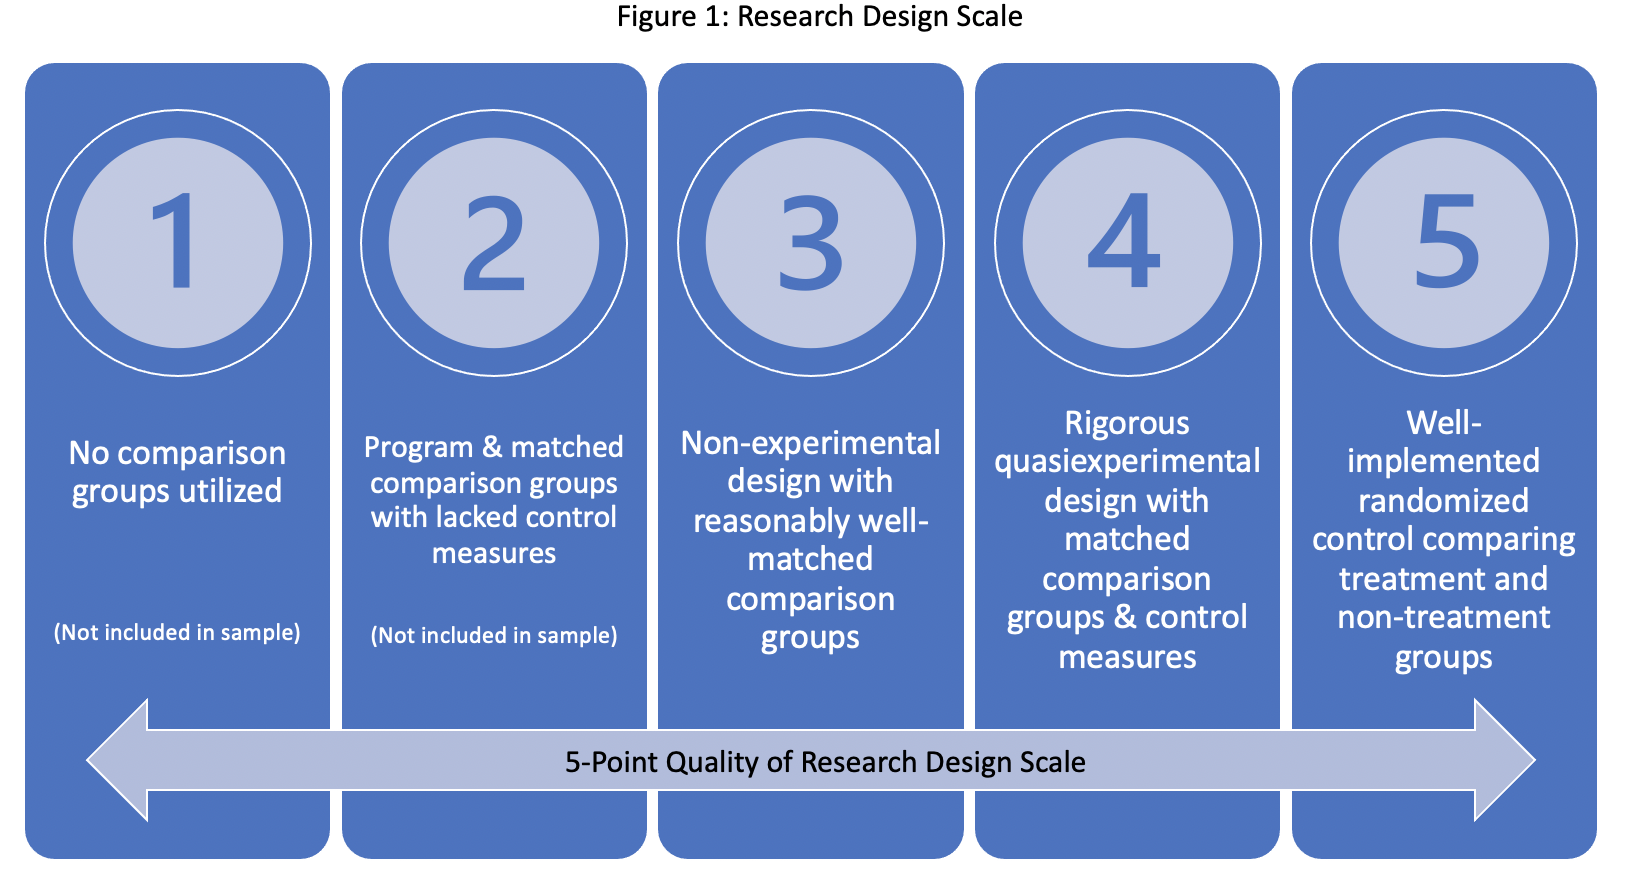 Figure 1: Research Design Scale
1
No comparison
groups utilized
(Not included in sample)
2
Program & matched
comparison groups
with lacked control
measures
(Not included in sample)
3
Non-experimental
design with
reasonably well-
matched
comparison
groups
4
Rigorous
quasiexperimental
design with
matched
comparison
groups & control
measures
5
Well-
implemented
randomized
control comparing
treatment and
non-treatment
groups
5-Point Quality of Research Design Scale